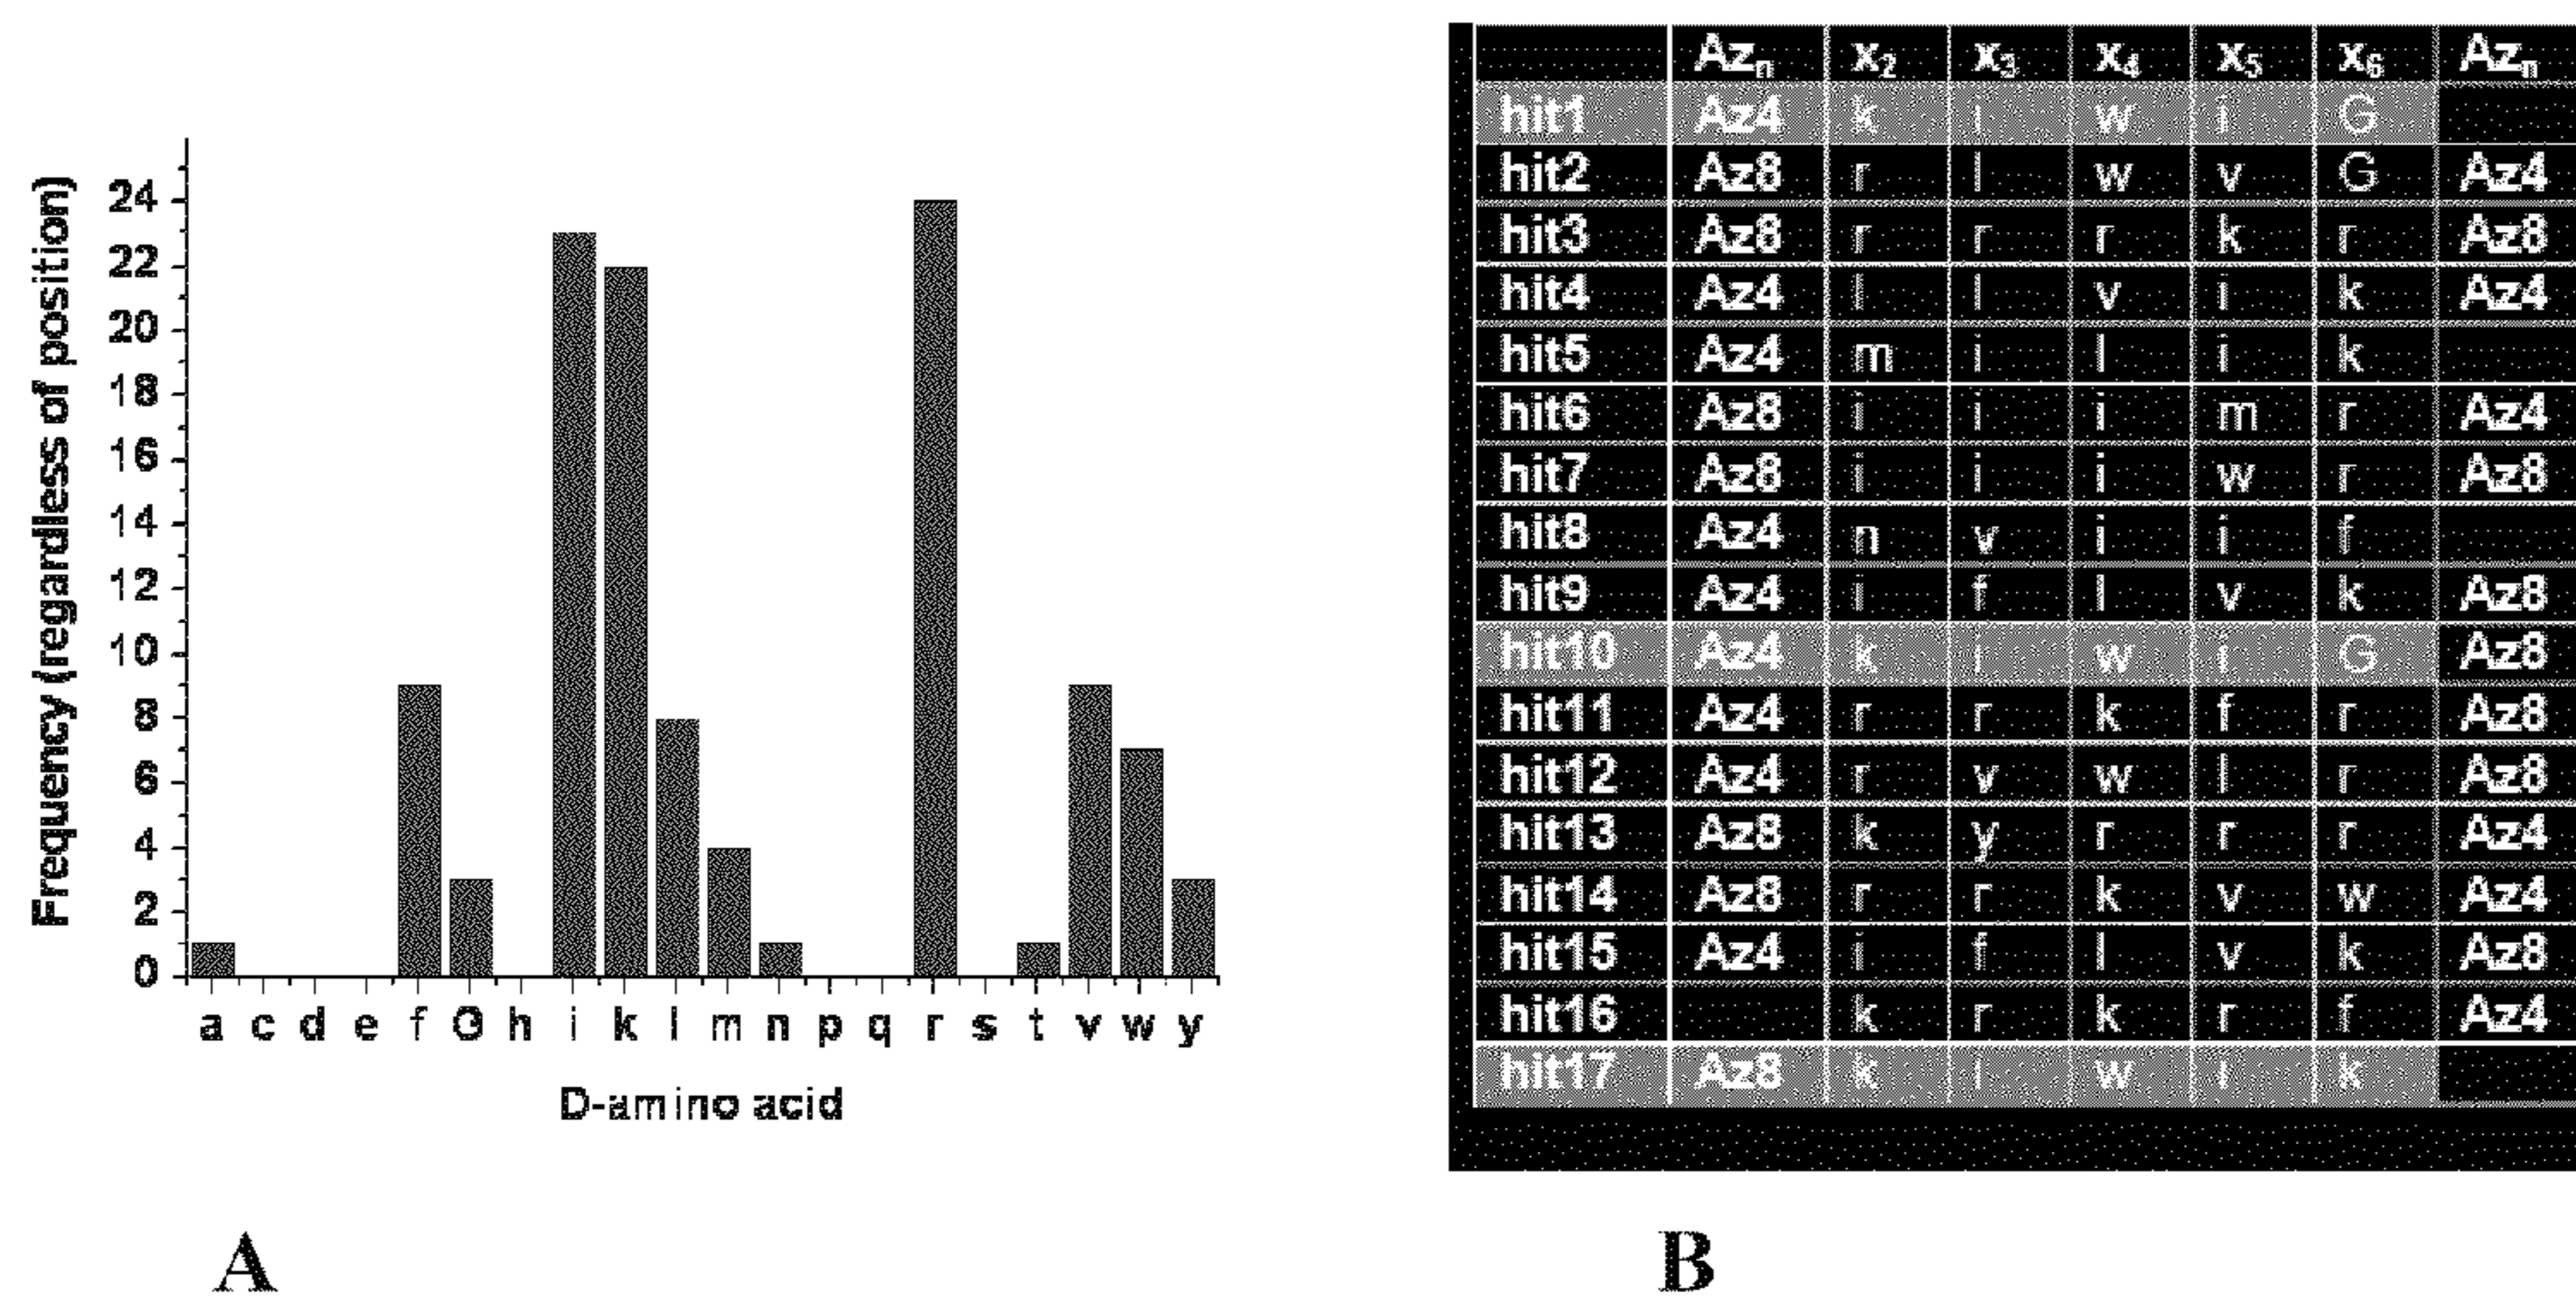 Frequency (regardless of position)
24
22
20
18
16
14
12
10
8
6
4
2
0
a c d e f G h i k l m n p q r s t v w y
D-amino acid
A
Azn x2 x3 x4 x5 x6 Azn
hit1 Az4 k i w i G
hit2 Az8 r l w v G Az4
hit3 Az8 r r r k r Az8
hit4 Az4 l l v i k Az4
hit5 Az4 m i l i k
hit6 Az8 i i i m r Az4
hit7 Az8 i i i w r Az8
hit8 Az4 n v i i f
hit9 Az4 i f l v k Az8
hit10 Az4 k i w i G Az8
hit11 Az4 r r k f r Az8
hit12 Az4 r v w l r Az8
hit13 Az8 k y r r r Az4
hit14 Az8 r r k v w Az4
hit15 Az4 i f l v k Az8
hit16 k r k r f Az4
hit17 Az8 k i w i k
B